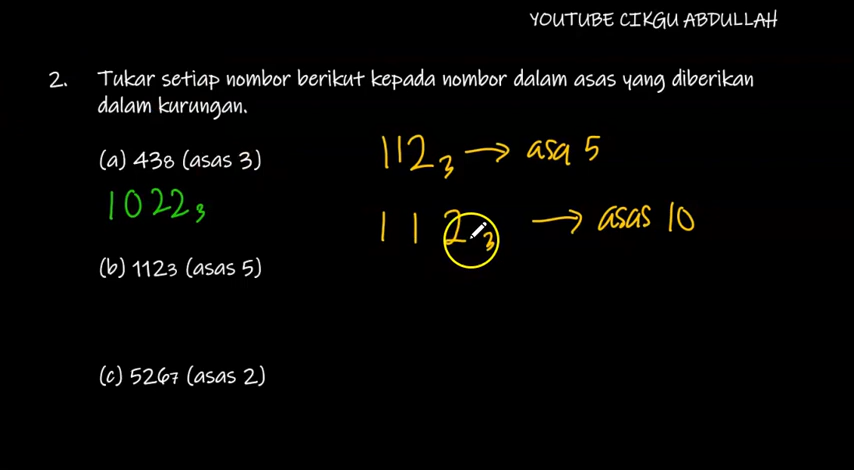 YOUTUBE CIKGU ABDULLAH
2. Tukar setiap nombor berikut kepada nombor dalam asas yang diberikan
dalam kurungan.
(a) 43₈ (asas 3)
1022₃
(b) 112₃ (asas 5)
(c) 526₇ (asas 2)
112₃ → asa 5
112₃ → asas 10